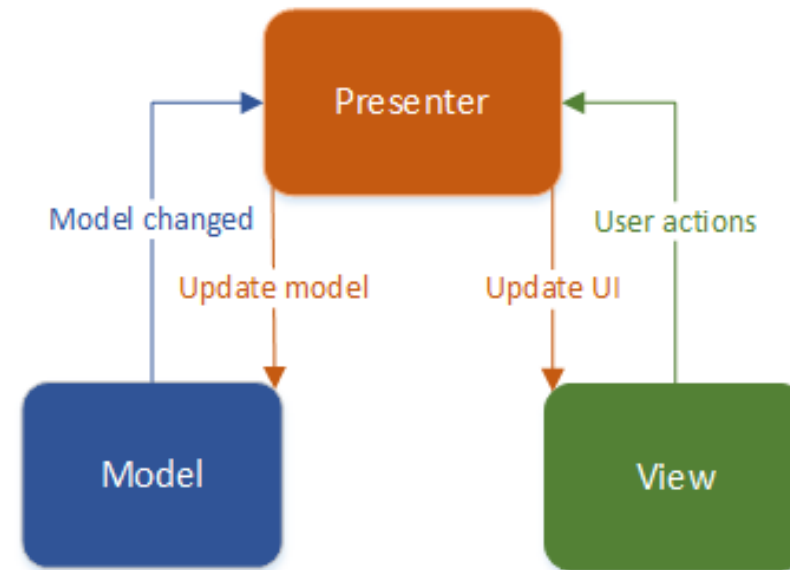 Presenter
Model changed
User actions
Update model
Update UI
Model
View